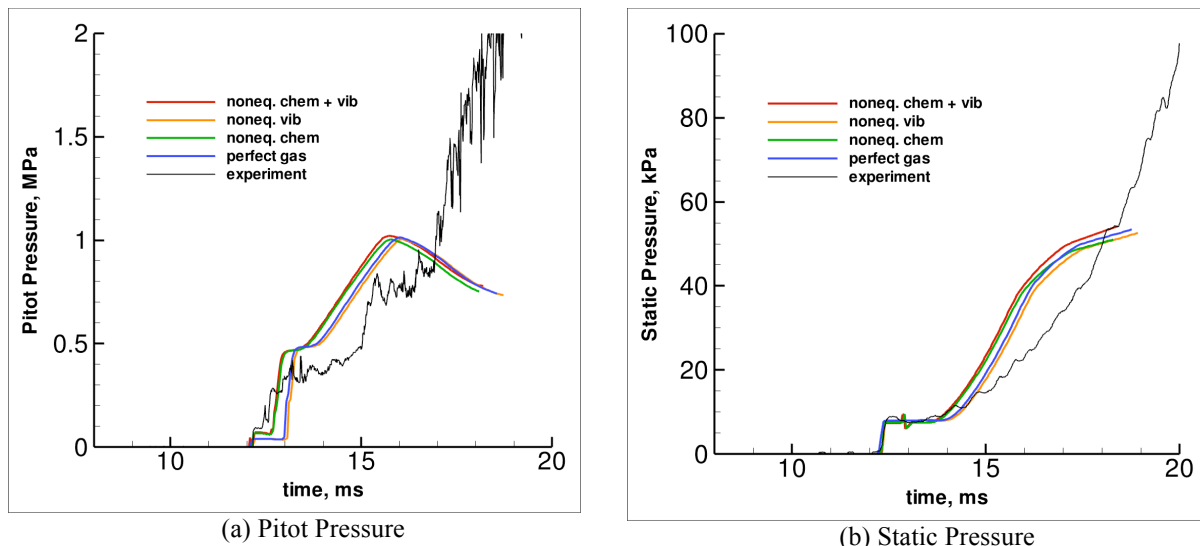 2
1.5
1
0.5
0
10
15
20
Pitot Pressure, MPa
time, ms
noneq. chem + vib
noneq. vib
noneq. chem
perfect gas
experiment
(a) Pitot Pressure
100
80
60
40
20
0
10
15
20
Static Pressure, kPa
time, ms
noneq. chem + vib
noneq. vib
noneq. chem
perfect gas
experiment
(b) Static Pressure